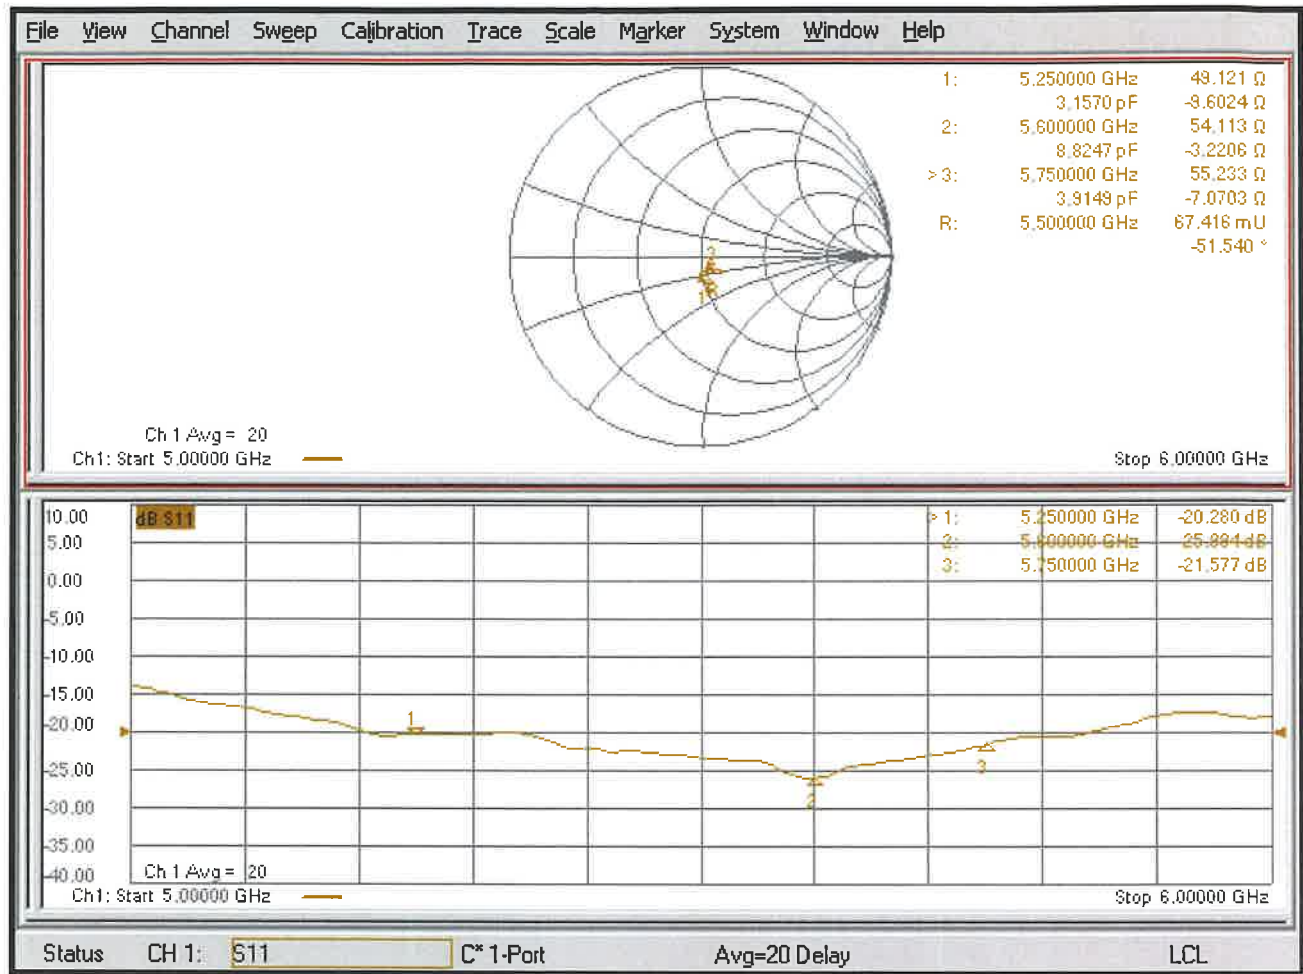 File View Channel Sweep Calibration Trace Scale Marker System Window Help
1: 5.250000 GHz 49.121 Ω
3.1570 pF -9.6024 Ω
2: 5.600000 GHz 54.113 Ω
8.8247 pF -3.2206 Ω
> 3: 5.750000 GHz 55.233 Ω
3.9149 pF -7.0703 Ω
R: 5.500000 GHz 67.416 mU
-51.540 °
Ch 1 Avg = 20
Ch1: Start 5.00000 GHz
Stop 6.00000 GHz
10.00 dB S11 > 1: 5.250000 GHz -20.280 dB
5.00 2: 5.600000 GHz -25.884 dB
3: 5.750000 GHz -21.577 dB
0.00
-5.00
-10.00
-15.00
-20.00
-25.00
-30.00
-35.00
-40.00
1
2
3
Ch 1 Avg = 20
Ch1: Start 5.00000 GHz
Stop 6.00000 GHz
Status CH 1: S11 C* 1-Port Avg=20 Delay LCL